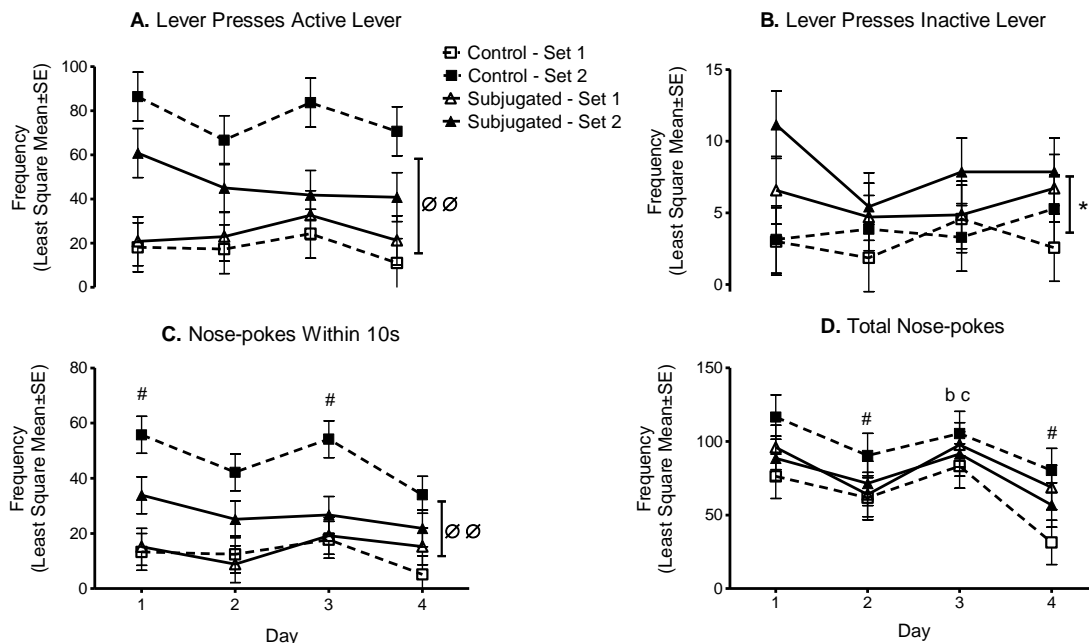 A. Lever Presses Active Lever
Frequency
(Least Square Mean±SE)
100
80
60
40
20
0
Ø Ø
Control - Set 1
Control - Set 2
Subjugated - Set 1
Subjugated - Set 2
B. Lever Presses Inactive Lever
Frequency
(Least Square Mean±SE)
15
10
5
0
*
C. Nose-pokes Within 10s
Frequency
(Least Square Mean±SE)
80
60
40
20
0
#
#
Ø Ø
1 2 3 4
Day
D. Total Nose-pokes
Frequency
(Least Square Mean±SE)
150
100
50
0
#
b c
#
1 2 3 4
Day